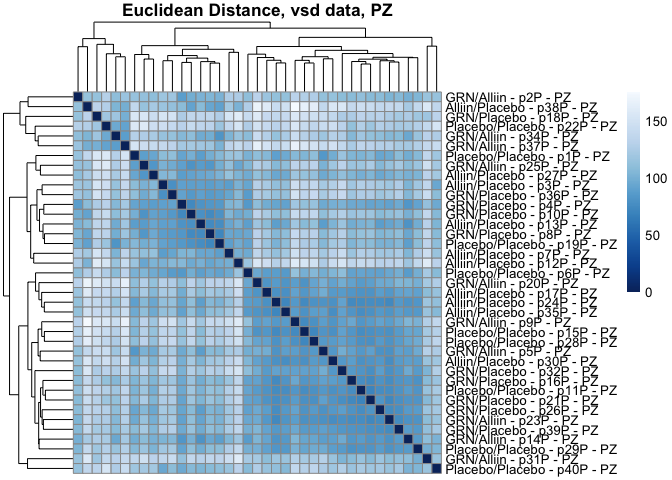 Euclidean Distance, vsd data, PZ
GRN/Alliin - p2P - PZ
Alliin/Placebo - p38P - PZ
GRN/Placebo - p18P - PZ
Placebo/Placebo - p22P - PZ
GRN/Alliin - p34P - PZ
GRN/Alliin - p37P - PZ
Placebo/Placebo - p1P - PZ
GRN/Alliin - p25P - PZ
Alliin/Placebo - p27P - PZ
Alliin/Placebo - p3P - PZ
GRN/Placebo - p36P - PZ
GRN/Placebo - p4P - PZ
GRN/Placebo - p10P - PZ
Alliin/Placebo - p13P - PZ
GRN/Placebo - p8P - PZ
Placebo/Placebo - p19P - PZ
Alliin/Placebo - p7P - PZ
Alliin/Placebo - p12P - PZ
Placebo/Placebo - p6P - PZ
GRN/Alliin - p20P - PZ
Alliin/Placebo - p17P - PZ
Alliin/Placebo - p24P - PZ
Alliin/Placebo - p35P - PZ
GRN/Alliin - p9P - PZ
Placebo/Placebo - p15P - PZ
Placebo/Placebo - p28P - PZ
GRN/Alliin - p5P - PZ
Alliin/Placebo - p30P - PZ
GRN/Placebo - p32P - PZ
GRN/Placebo - p16P - PZ
Placebo/Placebo - p11P - PZ
GRN/Placebo - p21P - PZ
GRN/Placebo - p26P - PZ
GRN/Alliin - p23P - PZ
GRN/Placebo - p39P - PZ
GRN/Alliin - p14P - PZ
Placebo/Placebo - p29P - PZ
GRN/Alliin - p31P - PZ
Placebo/Placebo - p40P - PZ
150
100
50
0